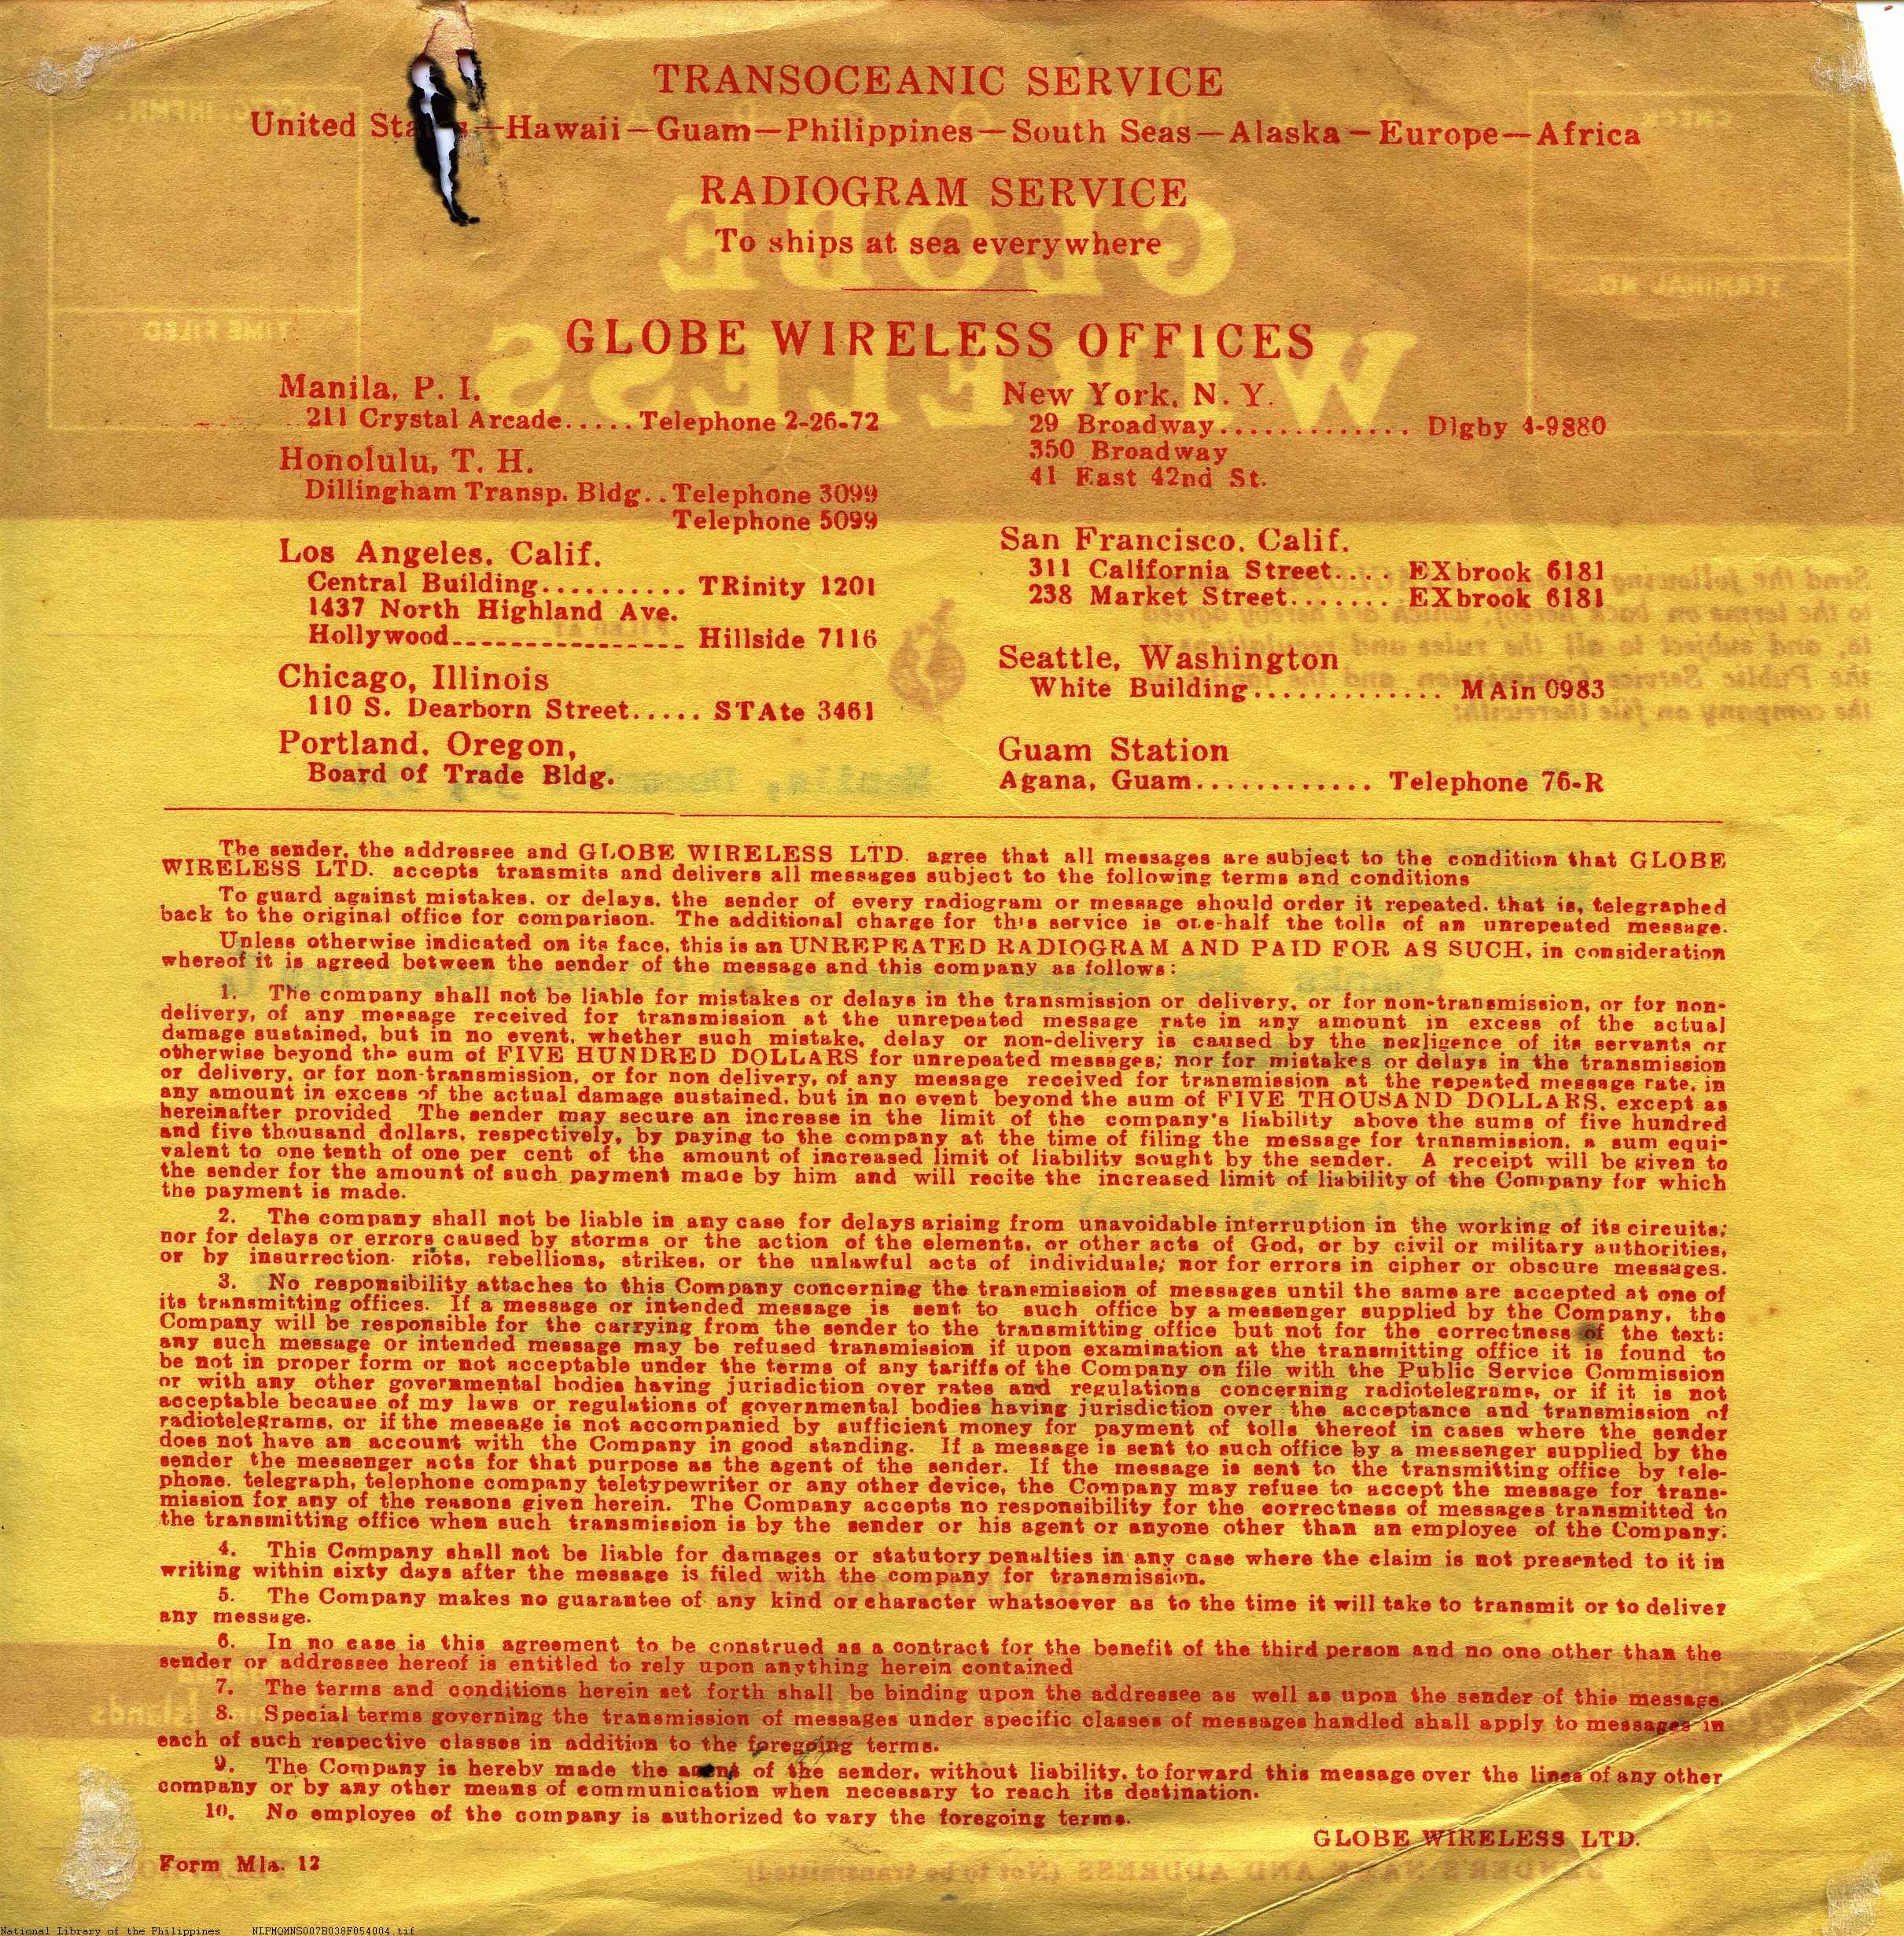 TRANSOCEANIC SERVICE
United Sta s—Hawaii—Guam—Philippines—South Seas—Alaska—Europe—Africa
RADIOGRAM SERVICE
To ships at sea everywhere
GLOBE WIRELESS OFFICES
Manila, P. I.
211 Crystal Arcade.....Telephone 2-26-72
Honolulu, T. H.
Dillingham Transp. Bldg..Telephone 3099
Telephone 5099
Los Angeles, Calif.
Central Building.......... TRinity 1201
1437 North Highland Ave.
Hollywood---------------- Hillside 7116
Chicago, Illinois
110 S. Dearborn Street..... STAte 3461
Portland, Oregon,
Board of Trade Bldg.
New York, N. Y.
29 Broadway............. DIgby 4-9880
350 Broadway
41 East 42nd St.
San Francisco, Calif.
311 California Street.... EXbrook 6181
238 Market Street....... EXbrook 6181
Seattle, Washington
White Building............. MAin 0983
Guam Station
Agana, Guam............ Telephone 76-R
The sender, the addressee and GLOBE WIRELESS LTD. agree that all messages are subject to the condition that GLOBE
WIRELESS LTD. accepts transmits and delivers all messages subject to the following terms and conditions
To guard against mistakes, or delays, the sender of every radiogram or message should order it repeated, that is, telegraphed
back to the original office for comparison. The additional charge for this service is one-half the tolls of an unrepeated message.
Unless otherwise indicated on its face, this is an UNREPEATED RADIOGRAM AND PAID FOR AS SUCH, in consideration
whereof it is agreed between the sender of the message and this company as follows:
1. The company shall not be liable for mistakes or delays in the transmission or delivery, or for non-transmission, or for non-
delivery, of any message received for transmission at the unrepeated message rate in any amount in excess of the actual
damage sustained, but in no event, whether such mistake, delay or non-delivery is caused by the negligence of its servants or
otherwise beyond the sum of FIVE HUNDRED DOLLARS for unrepeated messages; nor for mistakes or delays in the transmission
or delivery, or for non-transmission, or for non delivery, of any message received for transmission at the repeated message rate, in
any amount in excess of the actual damage sustained, but in no event beyond the sum of FIVE THOUSAND DOLLARS, except as
hereinafter provided The sender may secure an increase in the limit of the company's liability above the sums of five hundred
and five thousand dollars, respectively, by paying to the company at the time of filing the message for transmission, a sum equi-
valent to one tenth of one per cent of the amount of increased limit of liability sought by the sender. A receipt will be given to
the sender for the amount of such payment made by him and will recite the increased limit of liability of the Company for which
the payment is made.
2. The company shall not be liable in any case for delays arising from unavoidable interruption in the working of its circuits;
nor for delays or errors caused by storms or the action of the elements, or other acts of God, or by civil or military authorities,
or by insurrection, riots, rebellions, strikes, or the unlawful acts of individuals; nor for errors in cipher or obscure messages.
3. No responsibility attaches to this Company concerning the transmission of messages until the same are accepted at one of
its transmitting offices. If a message or intended message is sent to such office by a messenger supplied by the Company, the
Company will be responsible for the carrying from the sender to the transmitting office but not for the correctness of the text:
any such message or intended message may be refused transmission if upon examination at the transmitting office it is found to
be not in proper form or not acceptable under the terms of any tariffs of the Company on file with the Public Service Commission
or with any other governmental bodies having jurisdiction over rates and regulations concerning radiotelegrams, or if it is not
acceptable because of my laws or regulations of governmental bodies having jurisdiction over the acceptance and transmission of
radiotelegrams, or if the message is not accompanied by sufficient money for payment of tolls thereof in cases where the sender
does not have an account with the Company in good standing. If a message is sent to such office by a messenger supplied by the
sender the messenger acts for that purpose as the agent of the sender. If the message is sent to the transmitting office by tele-
phone, telegraph, telephone company teletypewriter or any other device, the Company may refuse to accept the message for trans-
mission for any of the reasons given herein. The Company accepts no responsibility for the correctness of messages transmitted to
the transmitting office when such transmission is by the sender or his agent or anyone other than an employee of the Company;
4. This Company shall not be liable for damages or statutory penalties in any case where the claim is not presented to it in
writing within sixty days after the message is filed with the company for transmission.
5. The Company makes no guarantee of any kind or character whatsoever as to the time it will take to transmit or to deliver
any message.
6. In no case is this agreement to be construed as a contract for the benefit of the third person and no one other than the
sender or addressee hereof is entitled to rely upon anything herein contained
7. The terms and conditions herein set forth shall be binding upon the addressee as well as upon the sender of this message.
8. Special terms governing the transmission of messages under specific classes of messages handled shall apply to messages in
each of such respective classes in addition to the foregoing terms.
9. The Company is hereby made the agent of the sender, without liability, to forward this message over the lines of any other
company or by any other means of communication when necessary to reach its destination.
10. No employee of the company is authorized to vary the foregoing terms.
GLOBE WIRELESS LTD.
Form Mla. 12
National Library of the Philippines NLPMQMNS007B038F054004.tif